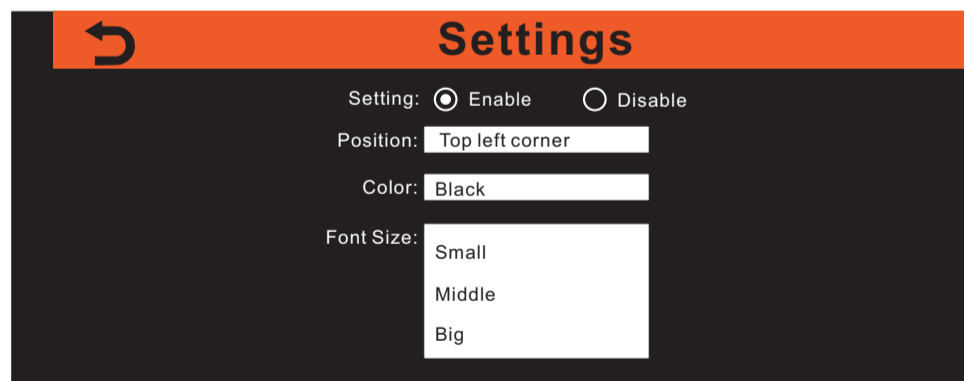 Settings
Setting: Enable Disable
Position: Top left corner
Color: Black
Font Size:
Small
Middle
Big